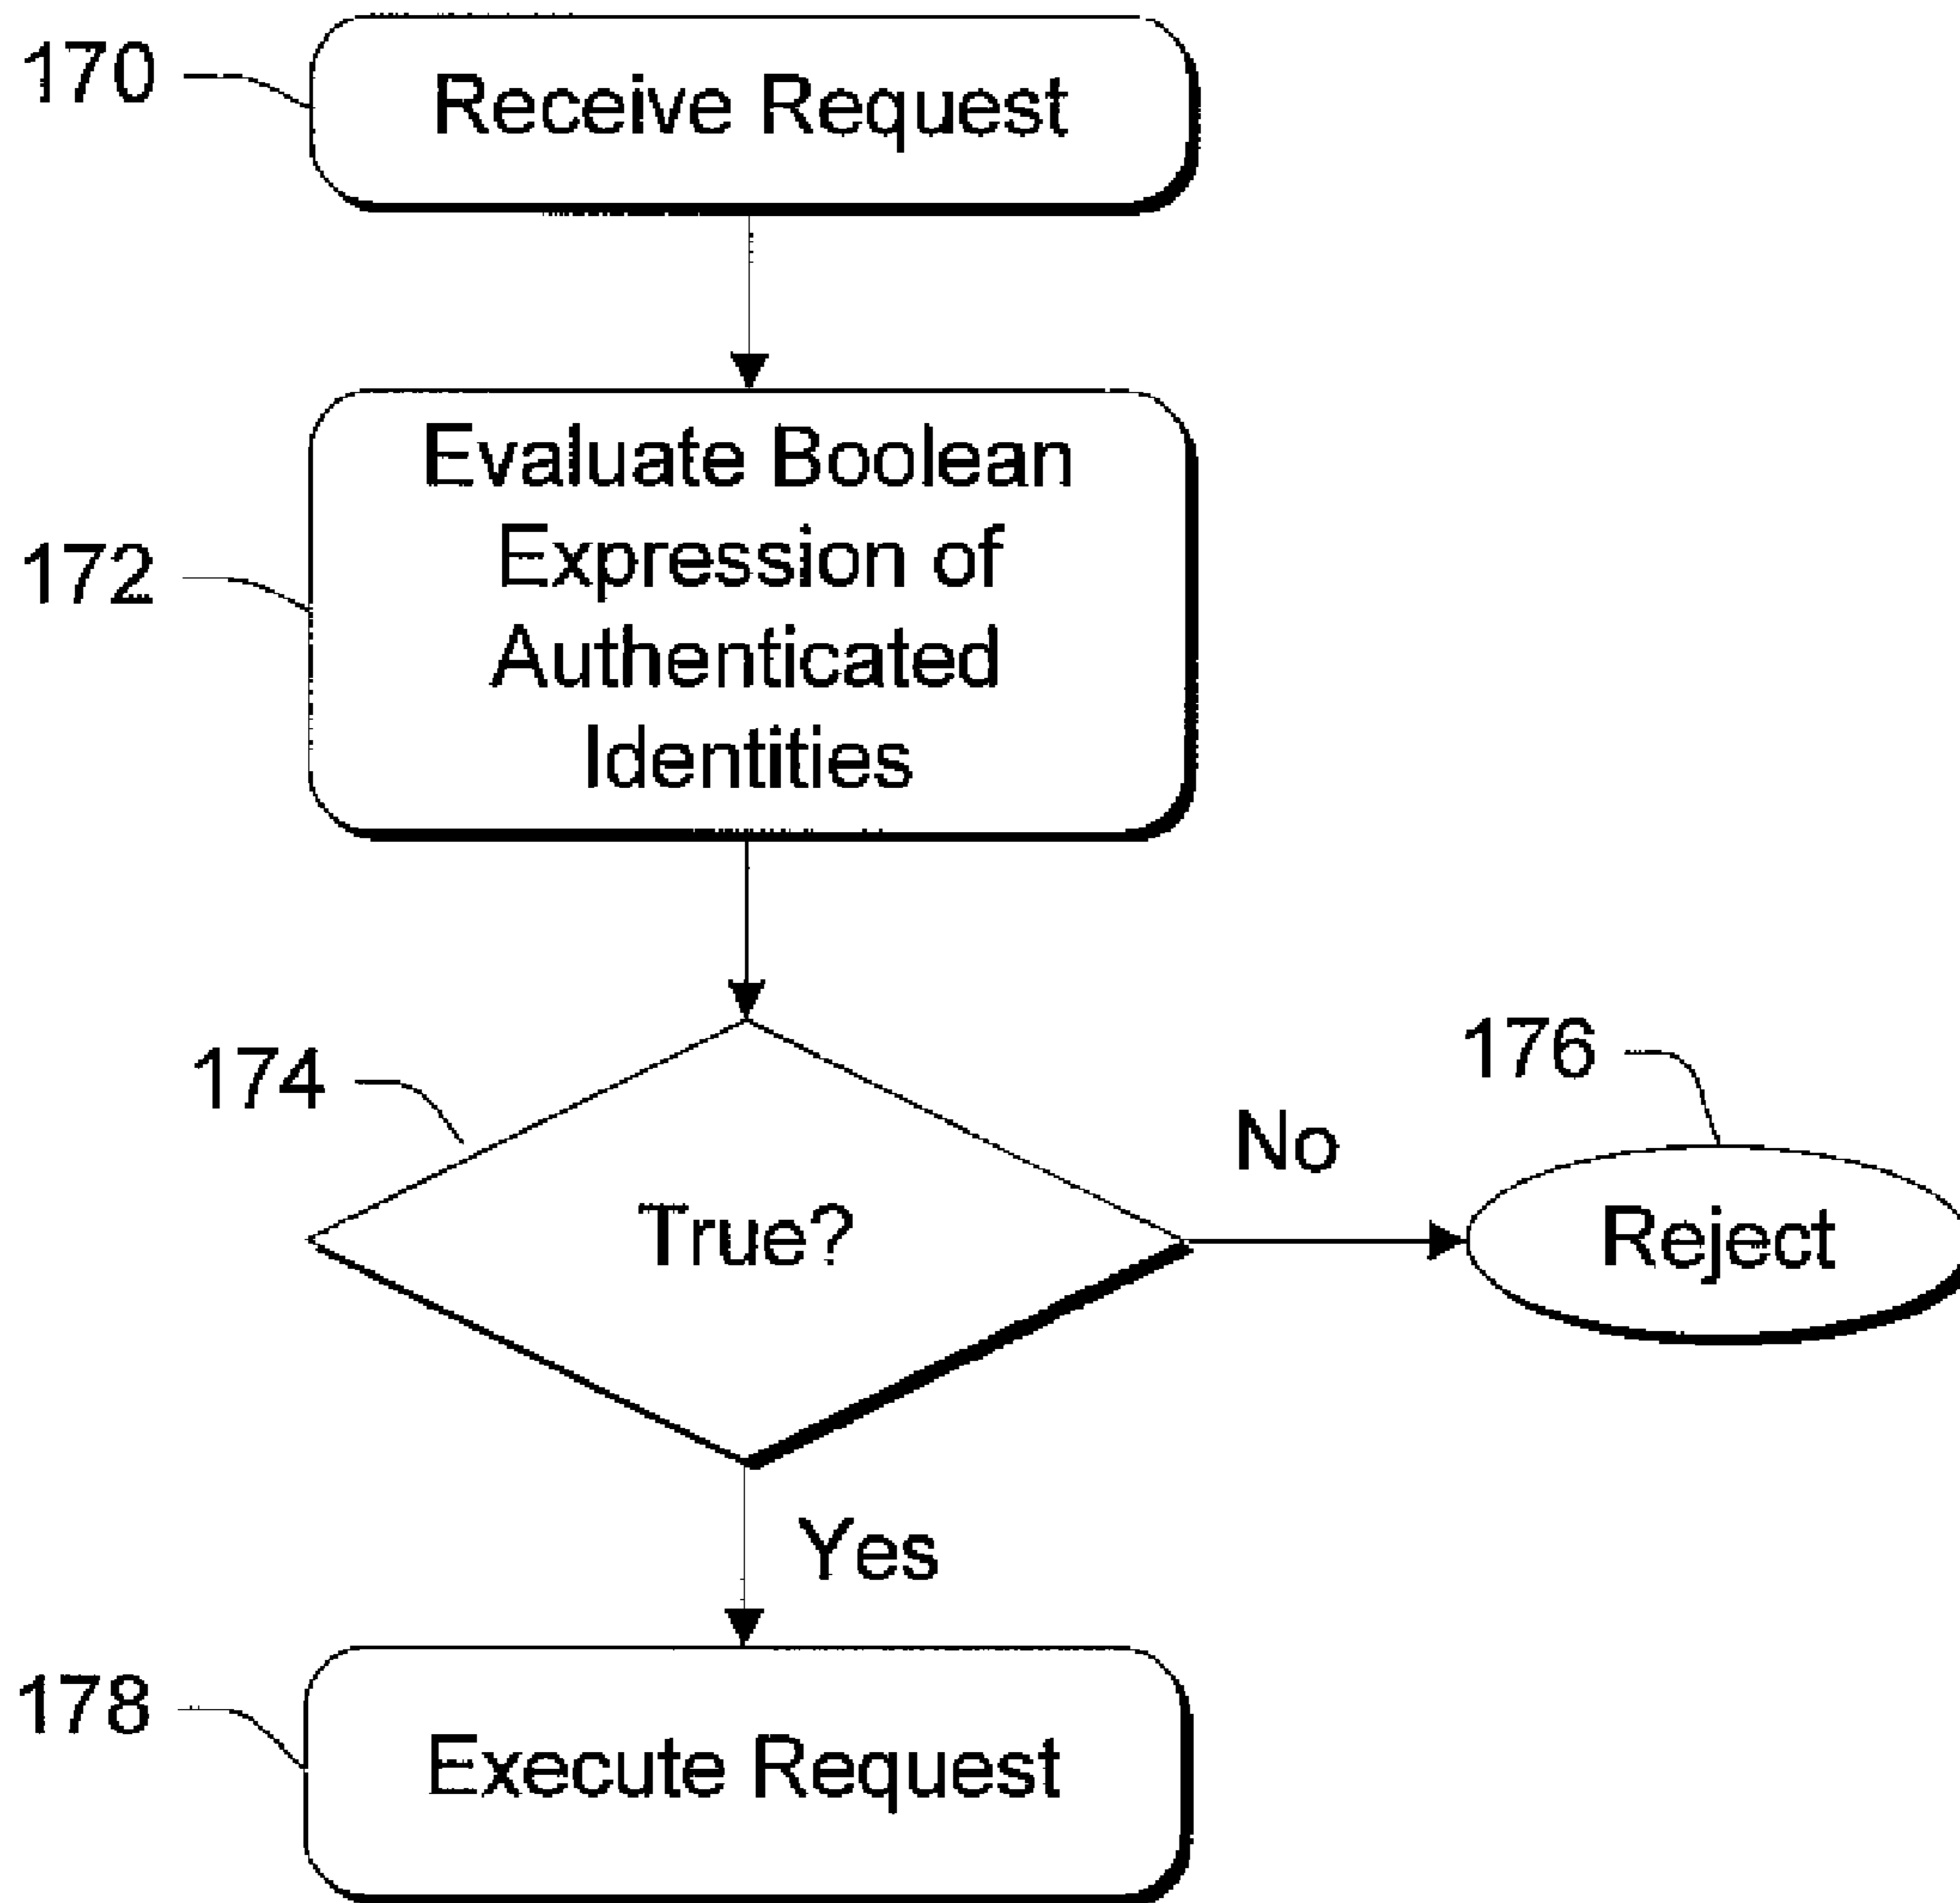 170
Receive Request
172
Evaluate Boolean
Expression of
Authenticated
Identities
174
True?
No
176
Reject
Yes
178
Execute Request